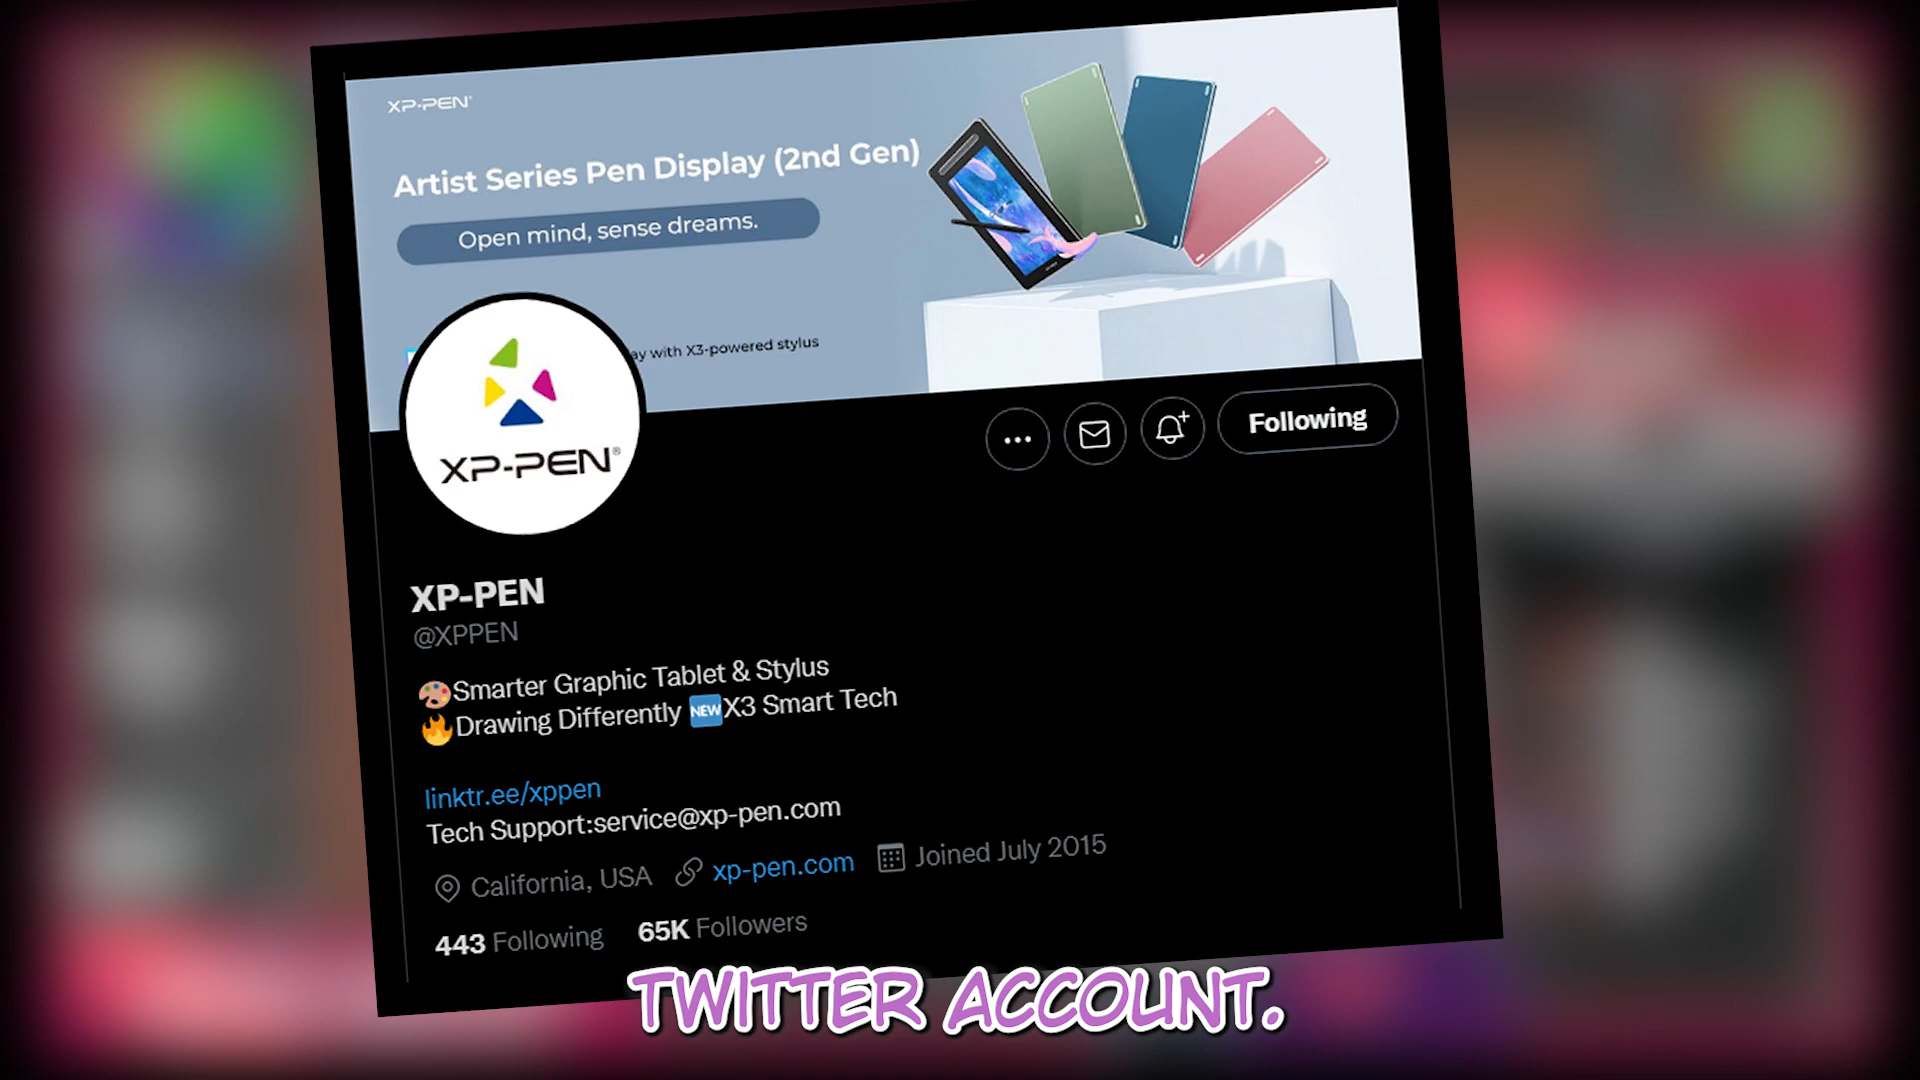 XP-PEN
Artist Series Pen Display (2nd Gen)
Open mind, sense dreams.
ay with X3-powered stylus
XP-PEN®
Following
XP-PEN
@XPPEN
🎨Smarter Graphic Tablet & Stylus
🔥Drawing Differently 🆕X3 Smart Tech
linktr.ee/xppen
Tech Support:service@xp-pen.com
California, USA xp-pen.com Joined July 2015
443 Following 65K Followers
TWITTER ACCOUNT.